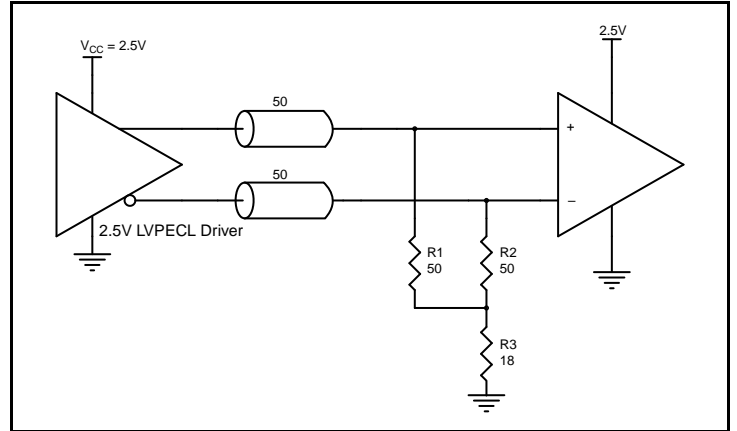 V_CC = 2.5V
2.5V
50
50
+
–
2.5V LVPECL Driver
R1
50
R2
50
R3
18